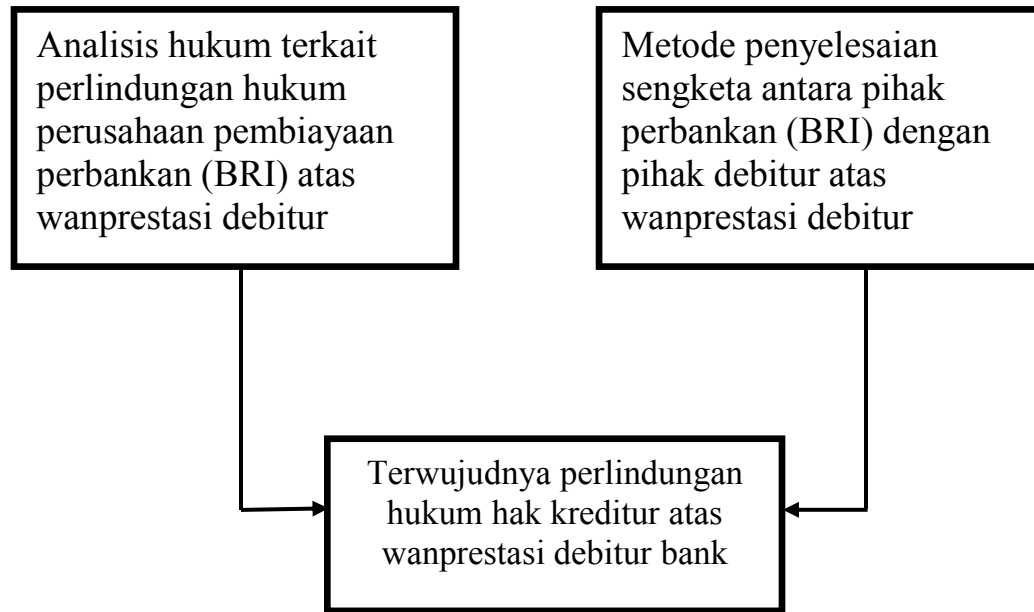 Analisis hukum terkait
perlindungan hukum
perusahaan pembiayaan
perbankan (BRI) atas
wanprestasi debitur
Metode penyelesaian
sengketa antara pihak
perbankan (BRI) dengan
pihak debitur atas
wanprestasi debitur
Terwujudnya perlindungan
hukum hak kreditur atas
wanprestasi debitur bank